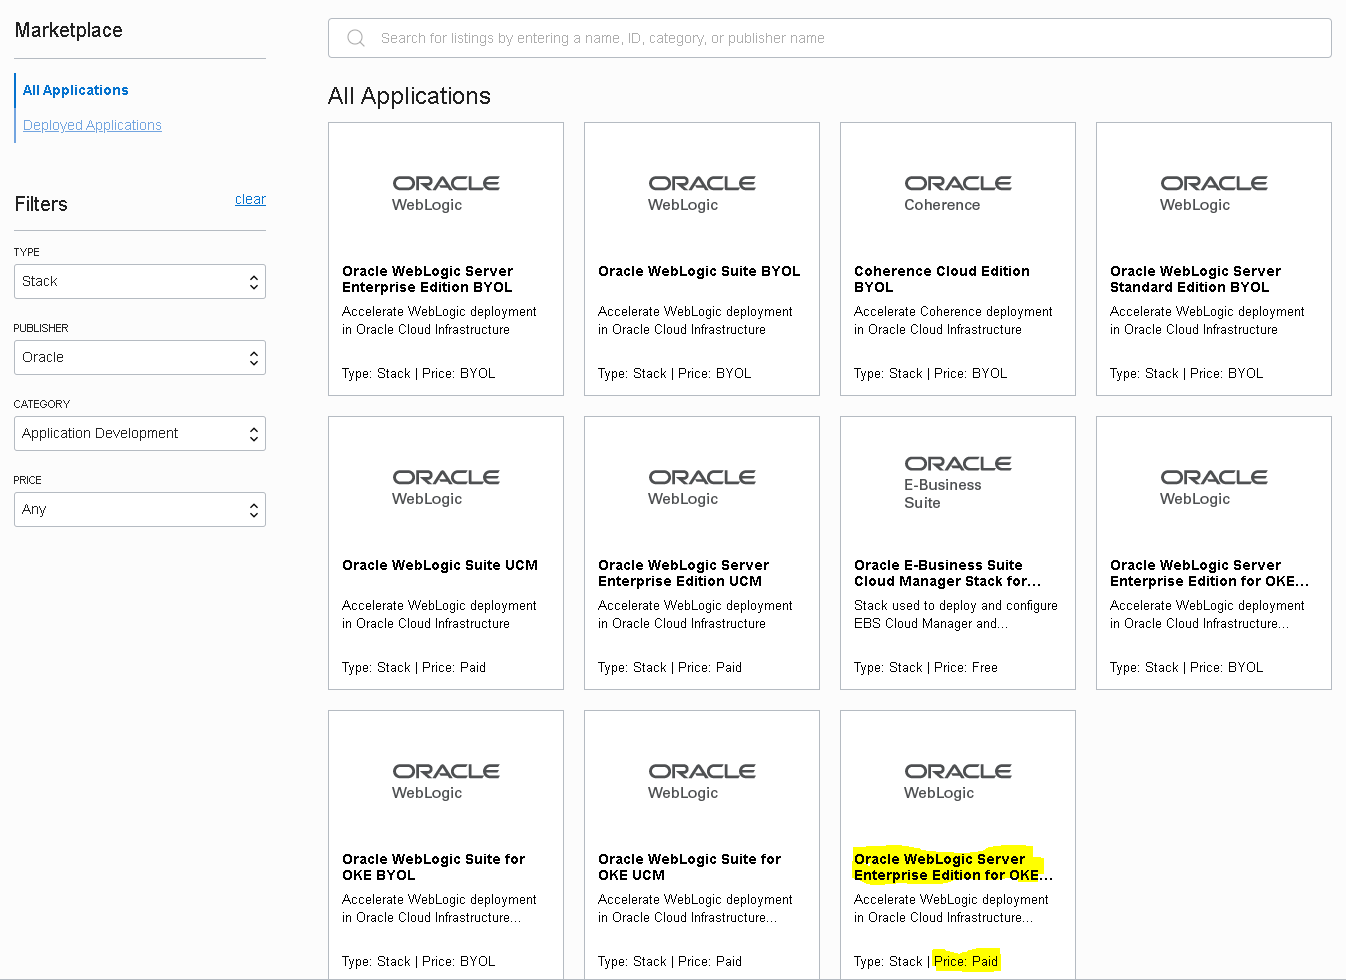 Marketplace
All Applications
Deployed Applications
Filters
clear
TYPE
Stack
PUBLISHER
Oracle
CATEGORY
Application Development
PRICE
Any
Search for listings by entering a name, ID, category, or publisher name
All Applications
ORACLE
WebLogic
Oracle WebLogic Server
Enterprise Edition BYOL
Accelerate WebLogic deployment
in Oracle Cloud Infrastructure
Type: Stack | Price: BYOL
ORACLE
WebLogic
Oracle WebLogic Suite BYOL
Accelerate WebLogic deployment
in Oracle Cloud Infrastructure
Type: Stack | Price: BYOL
ORACLE
Coherence
Coherence Cloud Edition
BYOL
Accelerate Coherence deployment
in Oracle Cloud Infrastructure
Type: Stack | Price: BYOL
ORACLE
WebLogic
Oracle WebLogic Server
Standard Edition BYOL
Accelerate WebLogic deployment
in Oracle Cloud Infrastructure
Type: Stack | Price: BYOL
ORACLE
WebLogic
Oracle WebLogic Suite UCM
Accelerate WebLogic deployment
in Oracle Cloud Infrastructure
Type: Stack | Price: Paid
ORACLE
WebLogic
Oracle WebLogic Server
Enterprise Edition UCM
Accelerate WebLogic deployment
in Oracle Cloud Infrastructure
Type: Stack | Price: Paid
ORACLE
E-Business
Suite
Oracle E-Business Suite
Cloud Manager Stack for...
Stack used to deploy and configure
EBS Cloud Manager and...
Type: Stack | Price: Free
ORACLE
WebLogic
Oracle WebLogic Server
Enterprise Edition for OKE...
Accelerate WebLogic deployment
in Oracle Cloud Infrastructure...
Type: Stack | Price: BYOL
ORACLE
WebLogic
Oracle WebLogic Suite for
OKE BYOL
Accelerate WebLogic deployment
in Oracle Cloud Infrastructure...
Type: Stack | Price: BYOL
ORACLE
WebLogic
Oracle WebLogic Suite for
OKE UCM
Accelerate WebLogic deployment
in Oracle Cloud Infrastructure...
Type: Stack | Price: Paid
ORACLE
WebLogic
Oracle WebLogic Server
Enterprise Edition for OKE...
Accelerate WebLogic deployment
in Oracle Cloud Infrastructure...
Type: Stack | Price: Paid